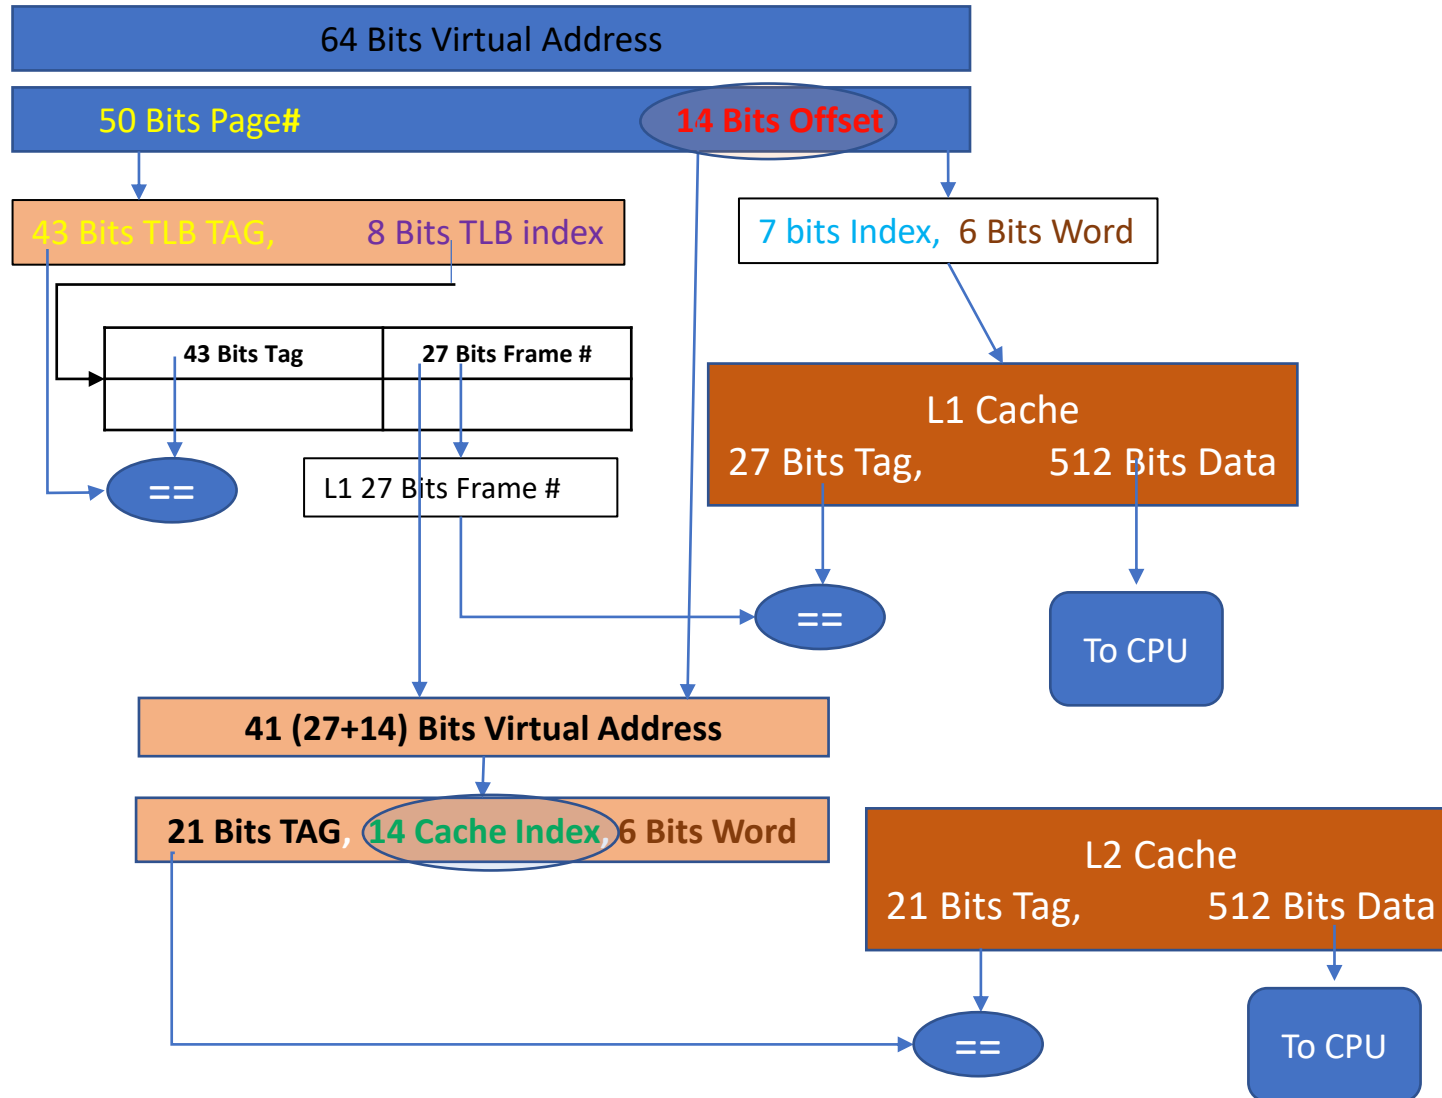 64 Bits Virtual Address
50 Bits Page# 14 Bits Offset
43 Bits TLB TAG, 8 Bits TLB index
7 bits Index, 6 Bits Word
43 Bits Tag 27 Bits Frame #
L1 Cache
27 Bits Tag, 512 Bits Data
==
L1 27 Bits Frame #
==
To CPU
41 (27+14) Bits Virtual Address
21 Bits TAG, 14 Cache Index, 6 Bits Word
L2 Cache
21 Bits Tag, 512 Bits Data
==
To CPU